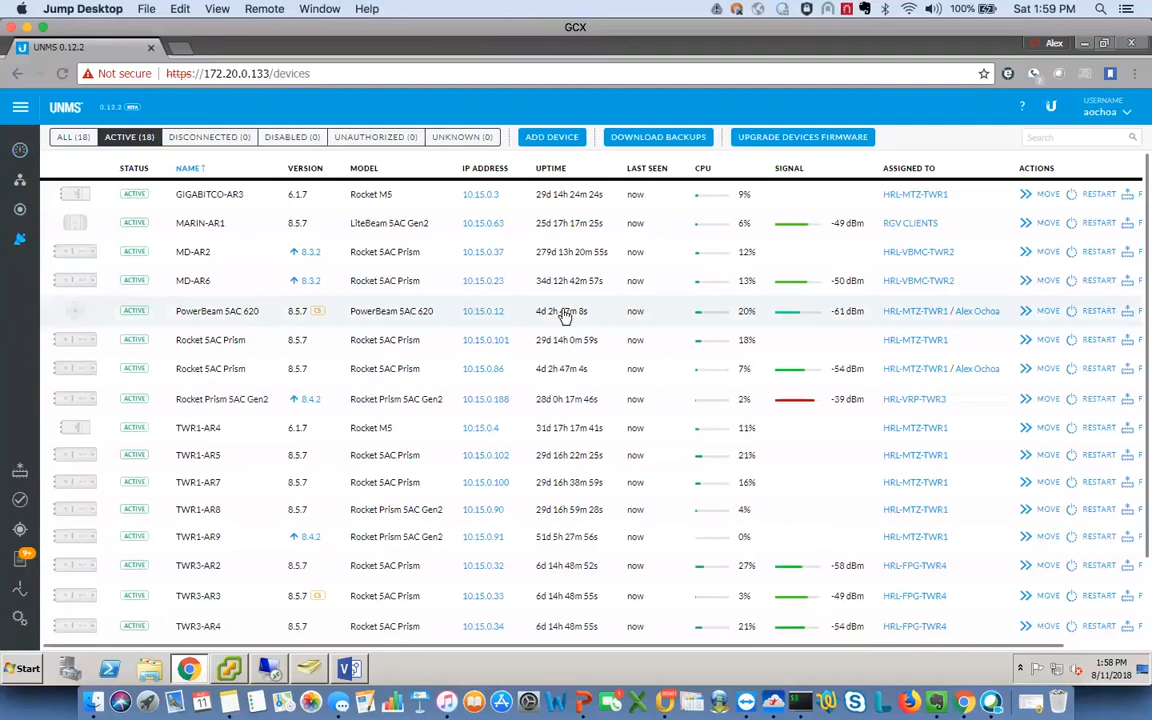 Jump Desktop File Edit View Remote Window Help 100% Sat 1:59 PM
GCX
UNMS 0.12.2 Alex
Not secure https://172.20.0.133/devices
UNMS 0.12.2 BETA ? USERNAME
aochoa
ALL (18) ACTIVE (18) DISCONNECTED (0) DISABLED (0) UNAUTHORIZED (0) UNKNOWN (0) ADD DEVICE DOWNLOAD BACKUPS UPGRADE DEVICES FIRMWARE Search
STATUS NAME VERSION MODEL IP ADDRESS UPTIME LAST SEEN CPU SIGNAL ASSIGNED TO ACTIONS
ACTIVE GIGABITCO-AR3 6.1.7 Rocket M5 10.15.0.3 29d 14h 24m 24s now 9% HRL-MTZ-TWR1 MOVE RESTART F
ACTIVE MARIN-AR1 8.5.7 LiteBeam 5AC Gen2 10.15.0.63 25d 17h 17m 25s now 6% -49 dBm RGV CLIENTS MOVE RESTART F
ACTIVE MD-AR2 8.3.2 Rocket 5AC Prism 10.15.0.37 279d 13h 20m 55s now 12% HRL-VBMC-TWR2 MOVE RESTART F
ACTIVE MD-AR6 8.3.2 Rocket 5AC Prism 10.15.0.23 34d 12h 42m 57s now 13% -50 dBm HRL-VBMC-TWR2 MOVE RESTART F
ACTIVE PowerBeam 5AC 620 8.5.7 CS PowerBeam 5AC 620 10.15.0.12 4d 2h 8s now 20% -61 dBm HRL-MTZ-TWR1 / Alex Ochoa MOVE RESTART F
ACTIVE Rocket 5AC Prism 8.5.7 Rocket 5AC Prism 10.15.0.101 29d 14h 0m 59s now 18% HRL-MTZ-TWR1 MOVE RESTART F
ACTIVE Rocket 5AC Prism 8.5.7 Rocket 5AC Prism 10.15.0.86 4d 2h 47m 4s now 7% -54 dBm HRL-MTZ-TWR1 / Alex Ochoa MOVE RESTART F
ACTIVE Rocket Prism 5AC Gen2 8.4.2 Rocket Prism 5AC Gen2 10.15.0.188 28d 0h 17m 46s now 2% -39 dBm HRL-VRP-TWR3 MOVE RESTART F
ACTIVE TWR1-AR4 6.1.7 Rocket M5 10.15.0.4 31d 17h 17m 41s now 11% HRL-MTZ-TWR1 MOVE RESTART F
ACTIVE TWR1-AR5 8.5.7 Rocket 5AC Prism 10.15.0.102 29d 16h 22m 25s now 21% HRL-MTZ-TWR1 MOVE RESTART F
ACTIVE TWR1-AR7 8.5.7 Rocket 5AC Prism 10.15.0.100 29d 16h 38m 59s now 16% HRL-MTZ-TWR1 MOVE RESTART F
ACTIVE TWR1-AR8 8.5.7 Rocket Prism 5AC Gen2 10.15.0.90 29d 16h 59m 28s now 4% HRL-MTZ-TWR1 MOVE RESTART F
ACTIVE TWR1-AR9 8.4.2 Rocket Prism 5AC Gen2 10.15.0.91 51d 5h 27m 56s now 0% HRL-MTZ-TWR1 MOVE RESTART F
ACTIVE TWR3-AR2 8.5.7 Rocket 5AC Prism 10.15.0.32 6d 14h 48m 52s now 27% -58 dBm HRL-FPG-TWR4 MOVE RESTART F
ACTIVE TWR3-AR3 8.5.7 CS Rocket 5AC Prism 10.15.0.33 6d 14h 48m 55s now 3% -49 dBm HRL-FPG-TWR4 MOVE RESTART F
ACTIVE TWR3-AR4 8.5.7 Rocket 5AC Prism 10.15.0.34 6d 14h 48m 55s now 21% -54 dBm HRL-FPG-TWR4 MOVE RESTART F
9+
Start 1:58 PM
8/11/2018